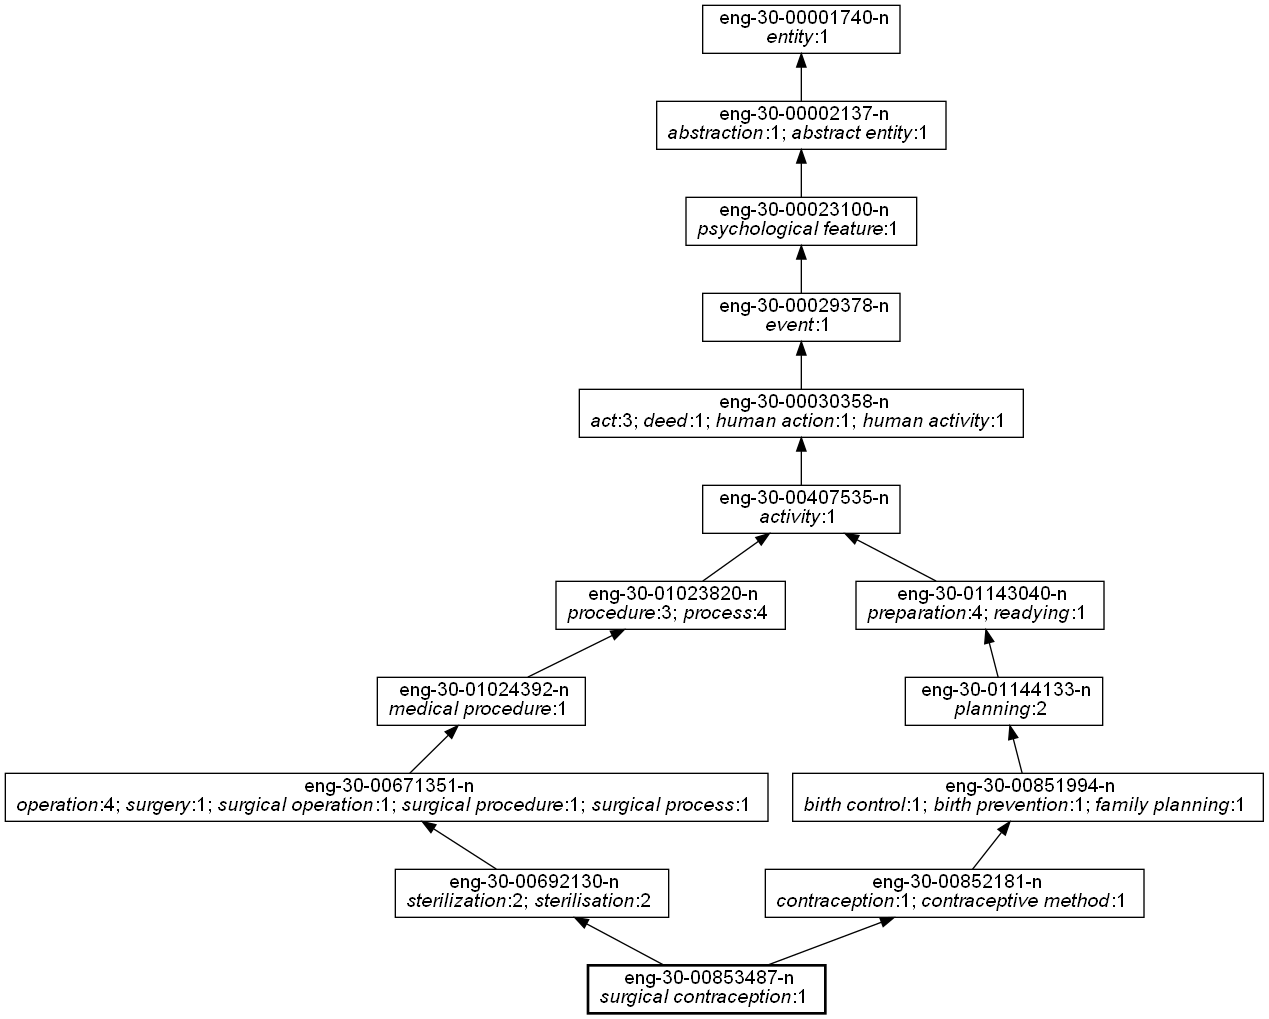 eng-30-00001740-n
entity:1
eng-30-00002137-n
abstraction:1; abstract entity:1
eng-30-00023100-n
psychological feature:1
eng-30-00029378-n
event:1
eng-30-00030358-n
act:3; deed:1; human action:1; human activity:1
eng-30-00407535-n
activity:1
eng-30-01023820-n
procedure:3; process:4
eng-30-01143040-n
preparation:4; readying:1
eng-30-01024392-n
medical procedure:1
eng-30-01144133-n
planning:2
eng-30-00671351-n
operation:4; surgery:1; surgical operation:1; surgical procedure:1; surgical process:1
eng-30-00851994-n
birth control:1; birth prevention:1; family planning:1
eng-30-00692130-n
sterilization:2; sterilisation:2
eng-30-00852181-n
contraception:1; contraceptive method:1
eng-30-00853487-n
surgical contraception:1